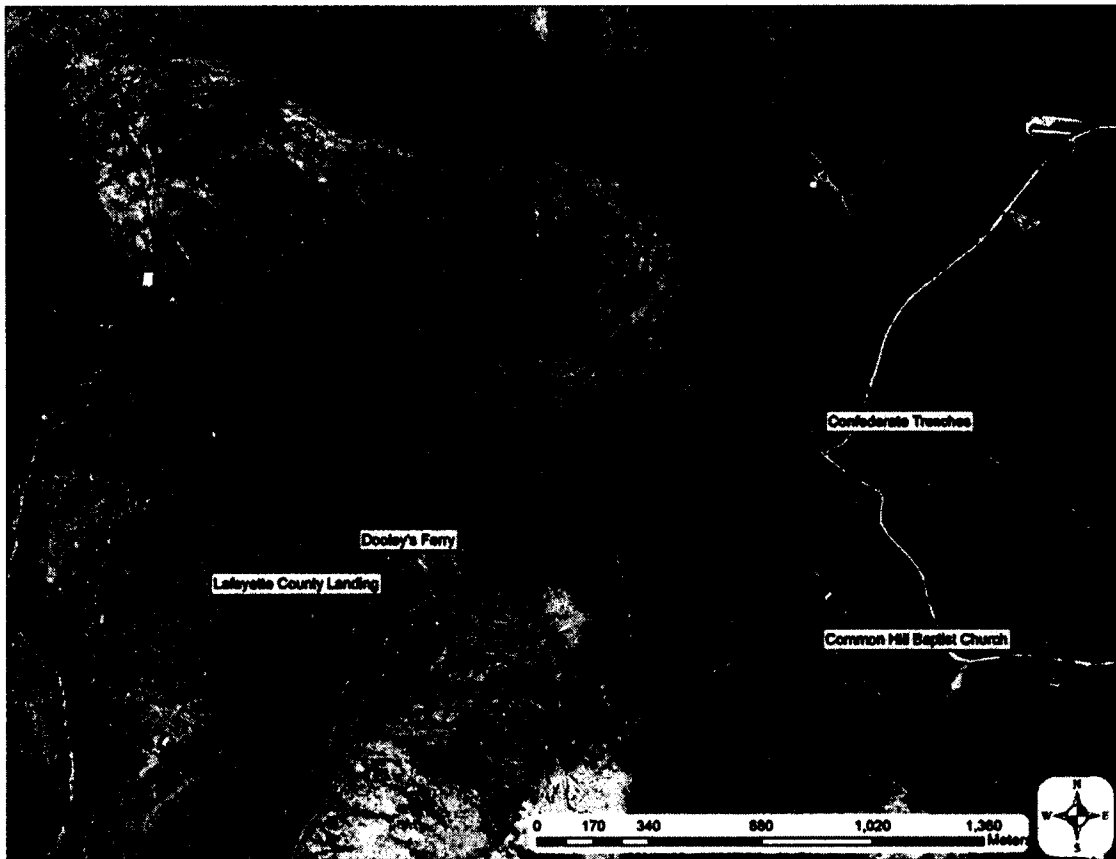 Confederate Trenches
Dooley's Ferry
Lafayette County Landing
Common Hill Baptist Church
0 170 340 680 1,020 1,360
Meters
N
W E
S